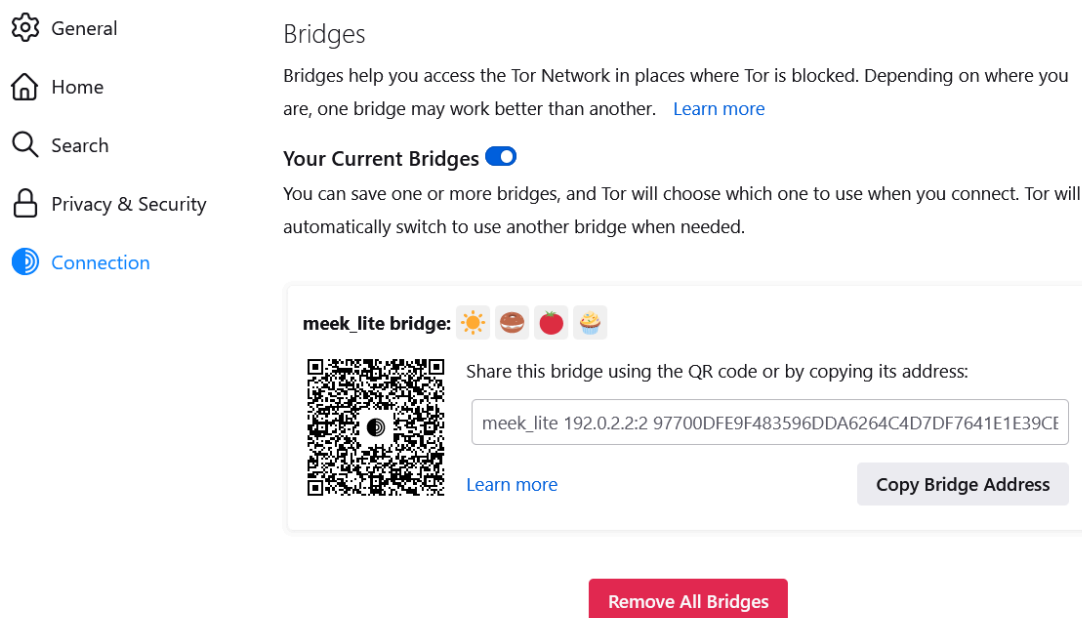 General
Home
Search
Privacy & Security
Connection
Bridges
Bridges help you access the Tor Network in places where Tor is blocked. Depending on where you
are, one bridge may work better than another. Learn more
Your Current Bridges
You can save one or more bridges, and Tor will choose which one to use when you connect. Tor will
automatically switch to use another bridge when needed.
meek_lite bridge:
Share this bridge using the QR code or by copying its address:
meek_lite 192.0.2.2:2 97700DFE9F483596DDA6264C4D7DF7641E1E39CE
Learn more
Copy Bridge Address
Remove All Bridges